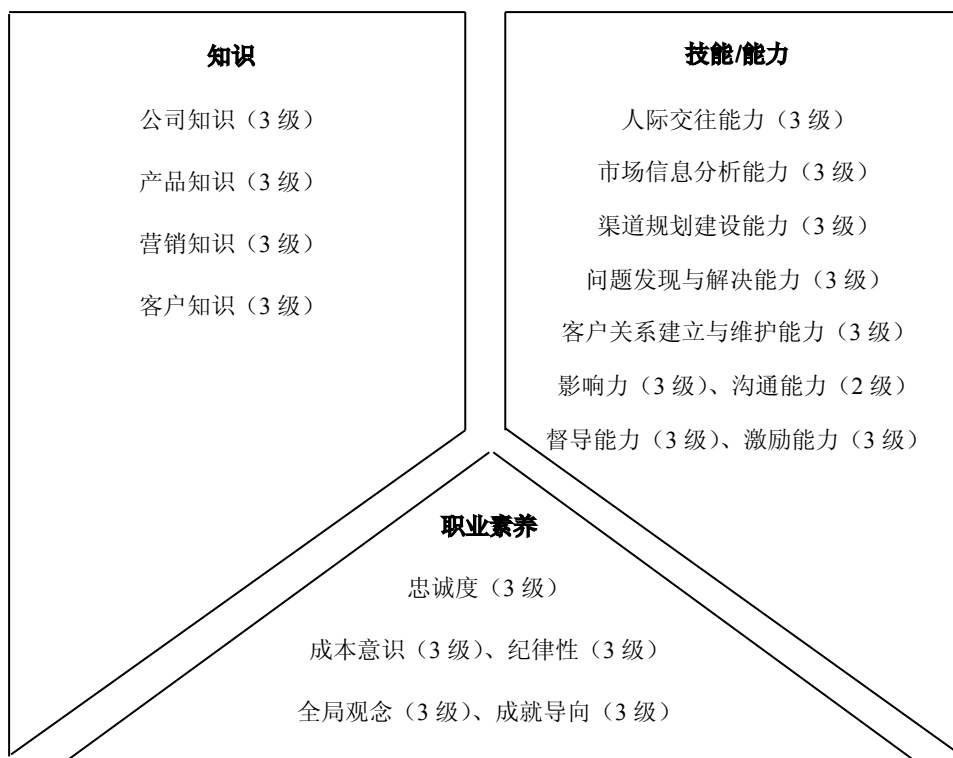 知识
公司知识（3 级）
产品知识（3 级）
营销知识（3 级）
客户知识（3 级）
技能/能力
人际交往能力（3 级）
市场信息分析能力（3 级）
渠道规划建设能力（3 级）
问题发现与解决能力（3 级）
客户关系建立与维护能力（3 级）
影响力（3 级）、沟通能力（2 级）
督导能力（3 级）、激励能力（3 级）
职业素养
忠诚度（3 级）
成本意识（3 级）、纪律性（3 级）
全局观念（3 级）、成就导向（3 级）